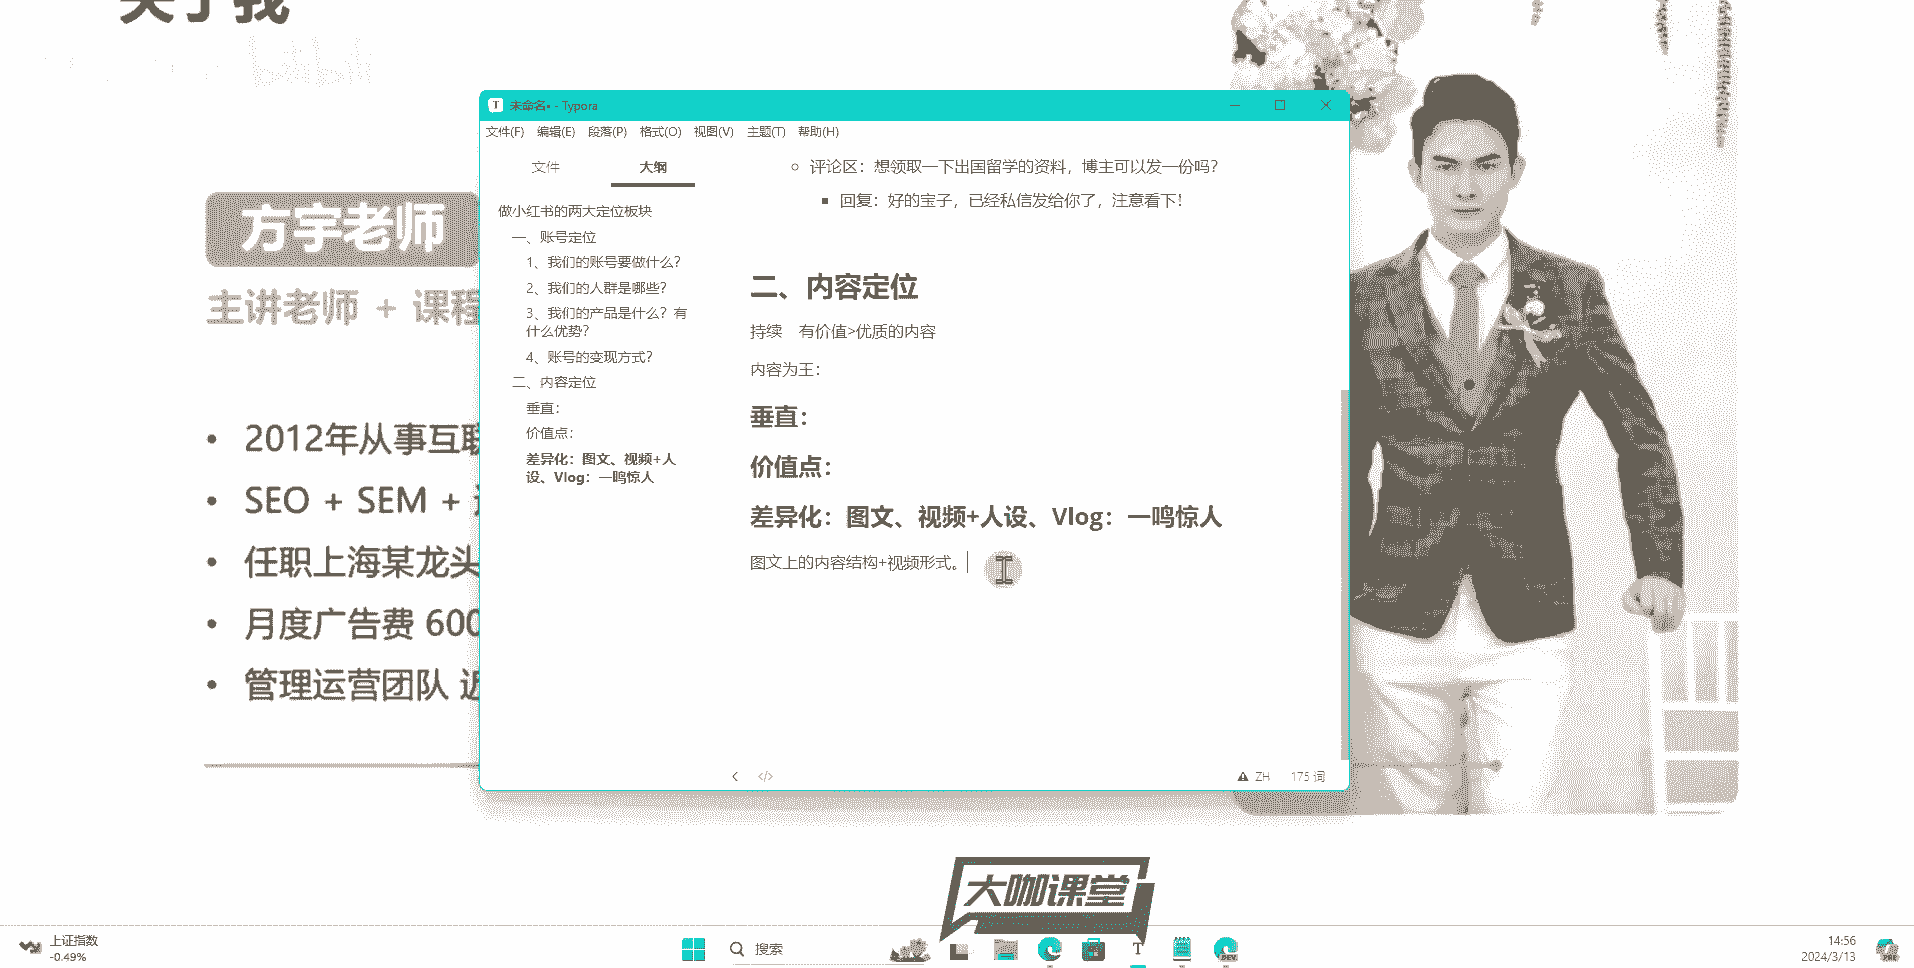 关于我
bilibili
方宇老师
主讲老师 + 课程
• 2012年从事互联
• SEO + SEM +
• 任职上海某龙头
• 月度广告费 600
• 管理运营团队
T 未命名• - Typora
文件(F) 编辑(E) 段落(P) 格式(O) 视图(V) 主题(T) 帮助(H)
文件 大纲
做小红书的两大定位板块
一、账号定位
1、我们的账号要做什么？
2、我们的人群是哪些？
3、我们的产品是什么？有
什么优势？
4、账号的变现方式？
二、内容定位
垂直：
价值点：
差异化：图文、视频+人
设、Vlog：一鸣惊人
评论区：想领取一下出国留学的资料，博主可以发一份吗？
回复：好的宝子，已经私信发给你了，注意看下！
二、内容定位
持续 有价值>优质的内容
内容为王：
垂直：
价值点：
差异化：图文、视频+人设、Vlog：一鸣惊人
图文上的内容结构+视频形式。
</> ZH 175 词
大咖课堂
上证指数
-0.49%
搜索
T
DEV
14:56
2024/3/13
PRE